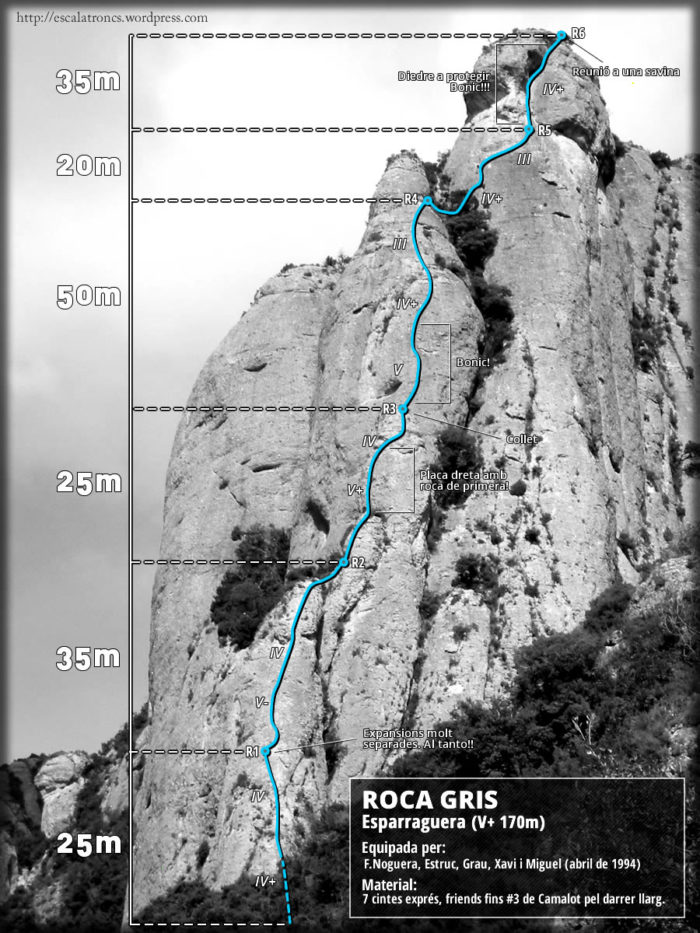 http://escalatroncs.wordpress.com
R6
Reunió a una savina
35m
Diedre a protegir
Bonic!!!
IV+
R5
20m
III
IV+
R4
III
50m
IV+
Bonic!
V
R3
Collet
IV
25m
Placa dreta amb
roca de primera!
V+
R2
35m
IV
V-
Expansions molt
separades. Al tanto!!
R1
IV
25m
IV+
ROCA GRIS
Esparraguera (V+ 170m)
Equipada per:
F.Noguera, Estruc, Grau, Xavi i Miguel (abril de 1994)
Material:
7 cintes exprés, friends fins #3 de Camalot pel darrer llarg.